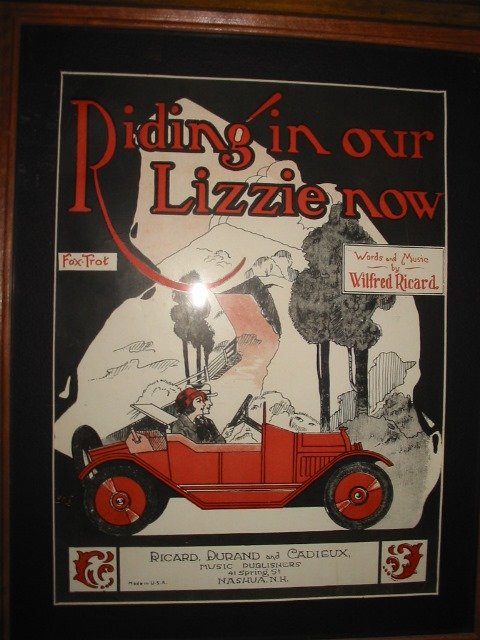 Riding in our
Lizzie now
Fox-Trot
Words and Music
by
Wilfred Ricard.
RICARD, DURAND and CADIEUX,
MUSIC PUBLISHERS
41 Spring St
NASHUA, N.H.
Made in U.S.A.